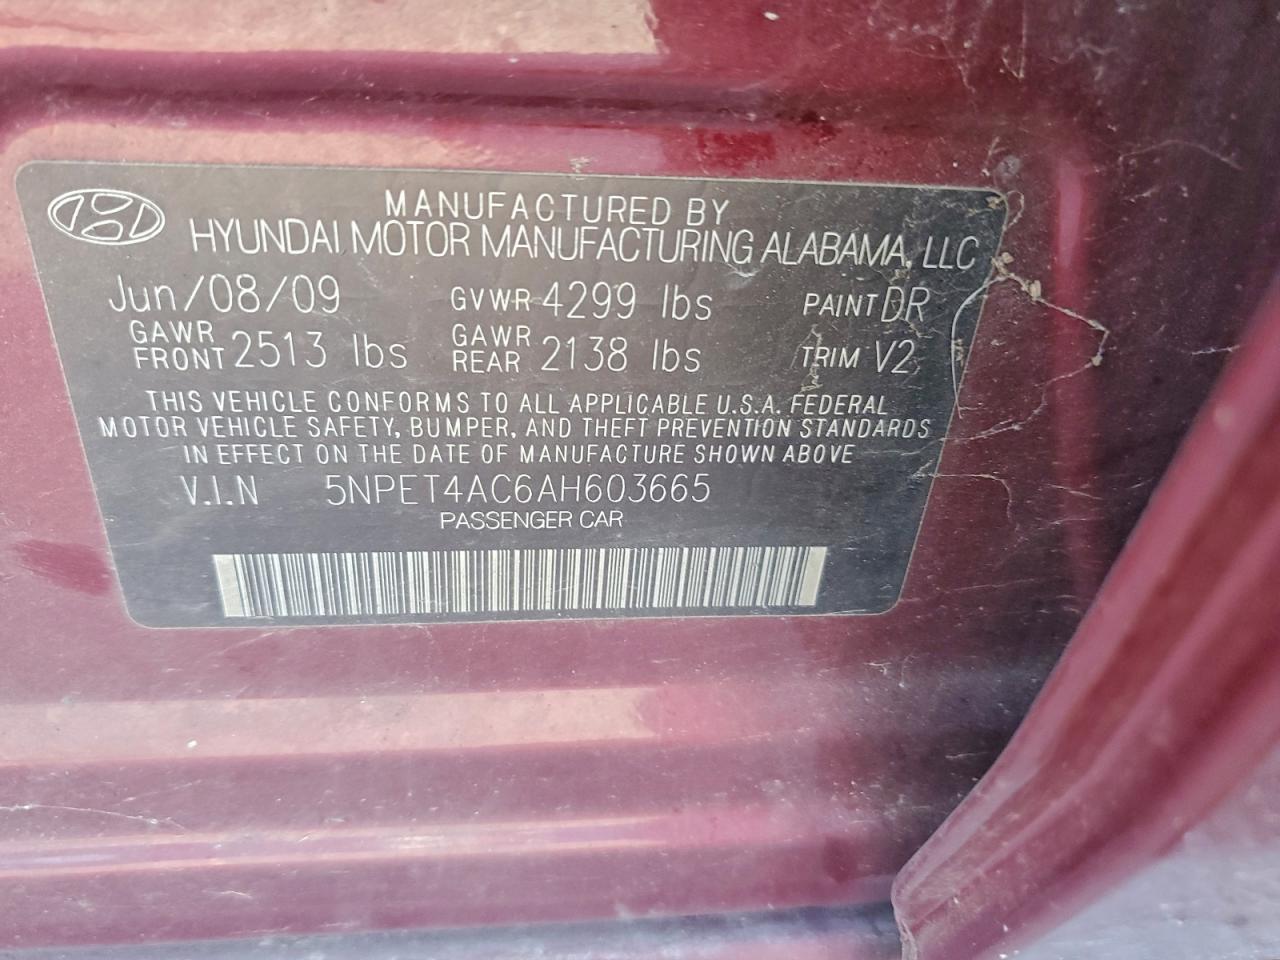 MANUFACTURED BY
HYUNDAI MOTOR MANUFACTURING ALABAMA, LLC
Jun/08/09 GVWR 4299 lbs PAINT DR
GAWR FRONT 2513 lbs GAWR REAR 2138 lbs TRIM V2
THIS VEHICLE CONFORMS TO ALL APPLICABLE U.S.A. FEDERAL
MOTOR VEHICLE SAFETY, BUMPER, AND THEFT PREVENTION STANDARDS
IN EFFECT ON THE DATE OF MANUFACTURE SHOWN ABOVE
V.I.N 5NPET4AC6AH603665
PASSENGER CAR